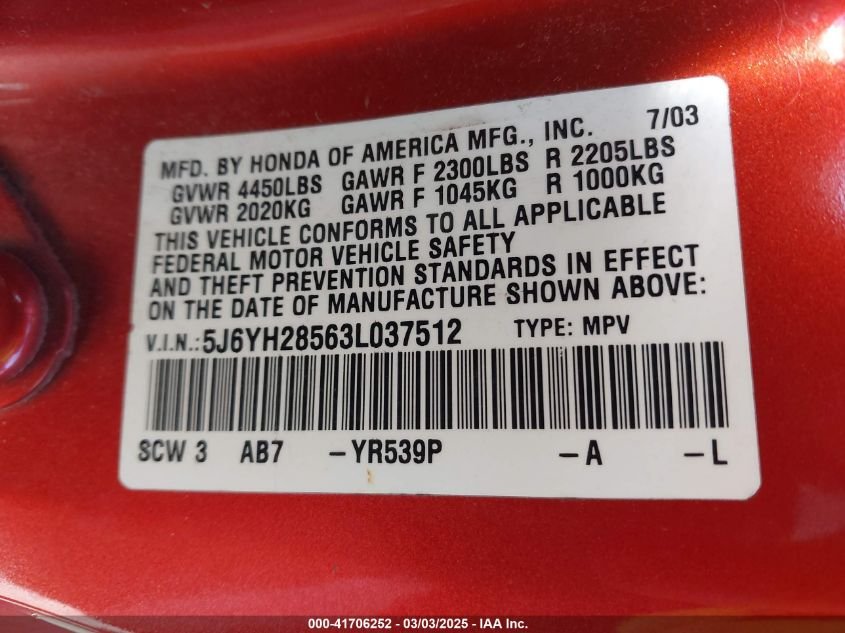 MFD. BY HONDA OF AMERICA MFG., INC. 7/03
GVWR 4450LBS GAWR F 2300LBS R 2205LBS
GVWR 2020KG GAWR F 1045KG R 1000KG
THIS VEHICLE CONFORMS TO ALL APPLICABLE
FEDERAL MOTOR VEHICLE SAFETY
AND THEFT PREVENTION STANDARDS IN EFFECT
ON THE DATE OF MANUFACTURE SHOWN ABOVE:
V.I.N.:5J6YH28563L037512 TYPE: MPV
SCW 3 AB7 -YR539P -A -L
000-41706252 - 03/03/2025 - IAA Inc.